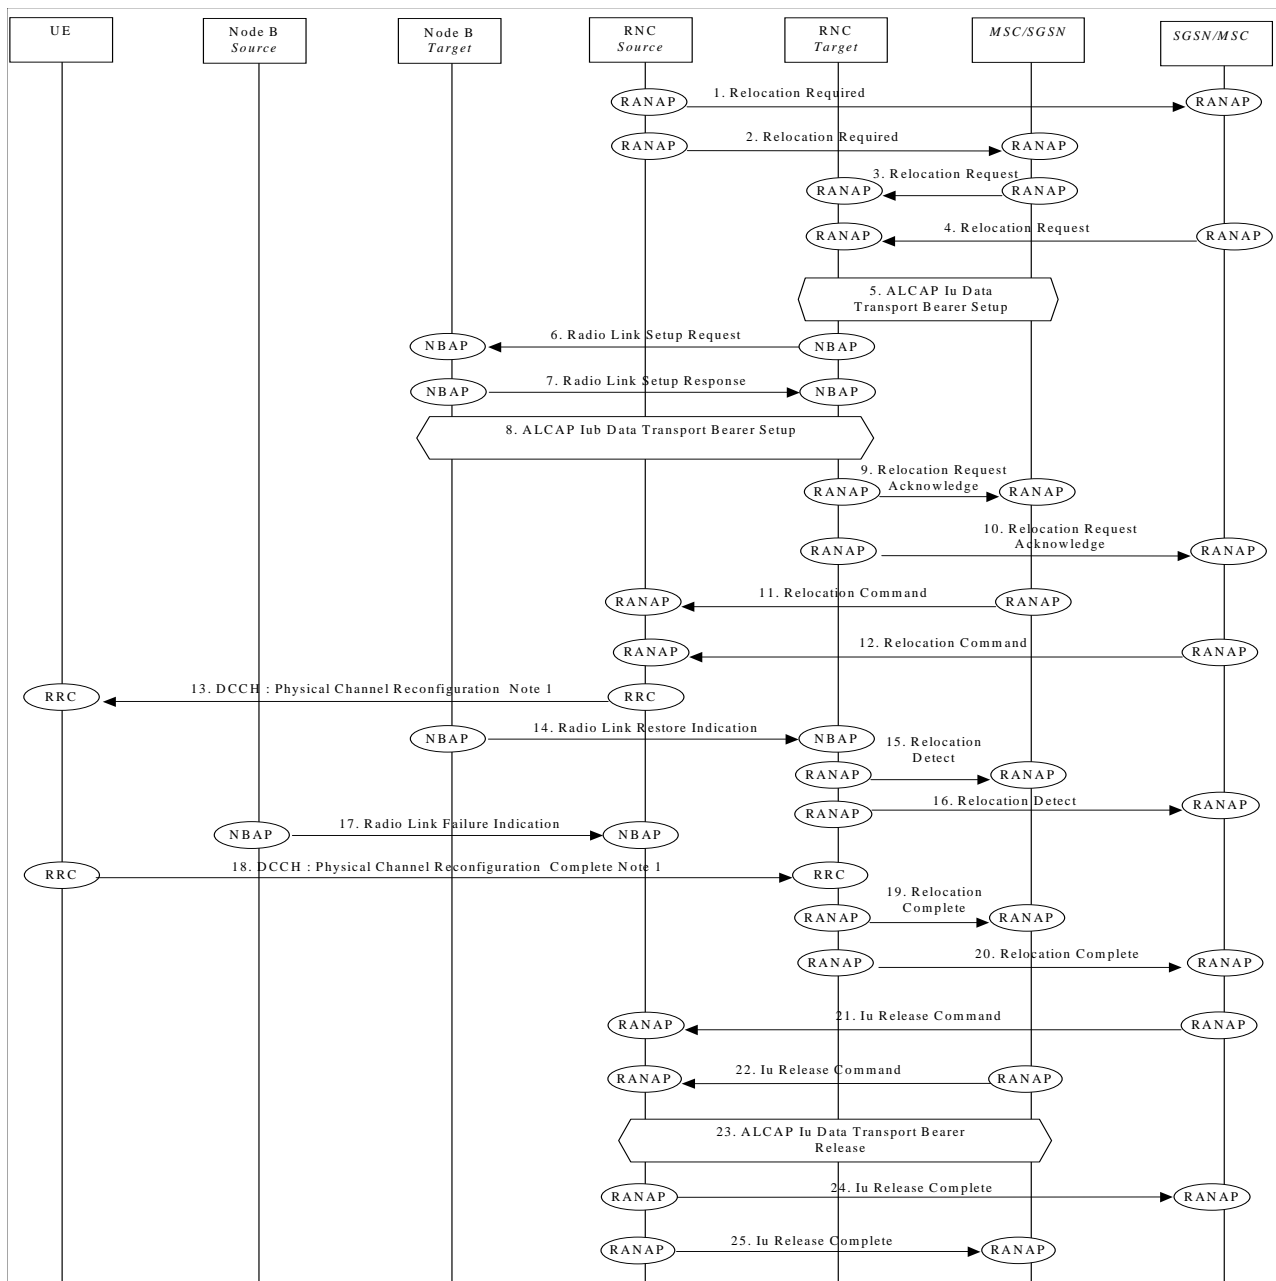 UE
Node B
Source
Node B
Target
RNC
Source
RNC
Target
MSC/SGSN
SGSN/MSC
RANAP
1. Relocation Required
RANAP
RANAP
2. Relocation Required
RANAP
RANAP
3. Relocation Request
RANAP
RANAP
4. Relocation Request
RANAP
5. ALCAP Iu Data
Transport Bearer Setup
NBAP
6. Radio Link Setup Request
NBAP
NBAP
7. Radio Link Setup Response
NBAP
8. ALCAP Iub Data Transport Bearer Setup
RANAP
9. Relocation Request
Acknowledge
RANAP
RANAP
10. Relocation Request
Acknowledge
RANAP
RANAP
11. Relocation Command
RANAP
RANAP
12. Relocation Command
RANAP
RRC
13. DCCH : Physical Channel Reconfiguration Note 1
RRC
NBAP
14. Radio Link Restore Indication
NBAP
RANAP
15. Relocation
Detect
RANAP
RANAP
16. Relocation Detect
RANAP
NBAP
17. Radio Link Failure Indication
NBAP
RRC
18. DCCH : Physical Channel Reconfiguration Complete Note 1
RRC
RANAP
19. Relocation
Complete
RANAP
RANAP
20. Relocation Complete
RANAP
RANAP
21. Iu Release Command
RANAP
RANAP
22. Iu Release Command
RANAP
23. ALCAP Iu Data Transport Bearer
Release
RANAP
24. Iu Release Complete
RANAP
RANAP
25. Iu Release Complete
RANAP